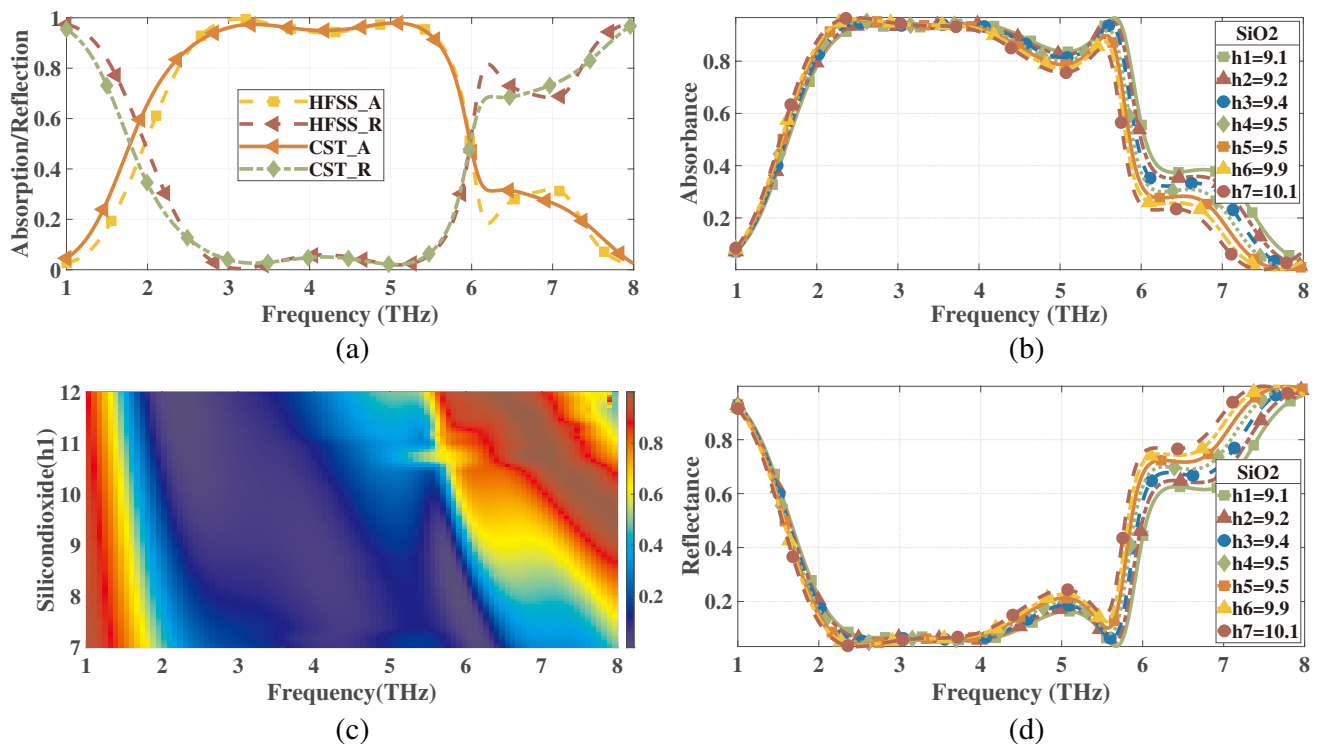 1
0.8
0.6
0.4
0.2
0
Absorption/Reflection
HFSS_A
HFSS_R
CST_A
CST_R
1 2 3 4 5 6 7 8
Frequency (THz)
(a)
0.8
0.6
0.4
0.2
Absorbance
SiO2
h1=9.1
h2=9.2
h3=9.4
h4=9.5
h5=9.5
h6=9.9
h7=10.1
1 2 3 4 5 6 7 8
Frequency (THz)
(b)
12
11
10
9
8
7
Silicondioxide(h1)
0.8
0.6
0.4
0.2
1 2 3 4 5 6 7 8
Frequency(THz)
(c)
0.8
0.6
0.4
0.2
Reflectance
SiO2
h1=9.1
h2=9.2
h3=9.4
h4=9.5
h5=9.5
h6=9.9
h7=10.1
1 2 3 4 5 6 7 8
Frequency (THz)
(d)